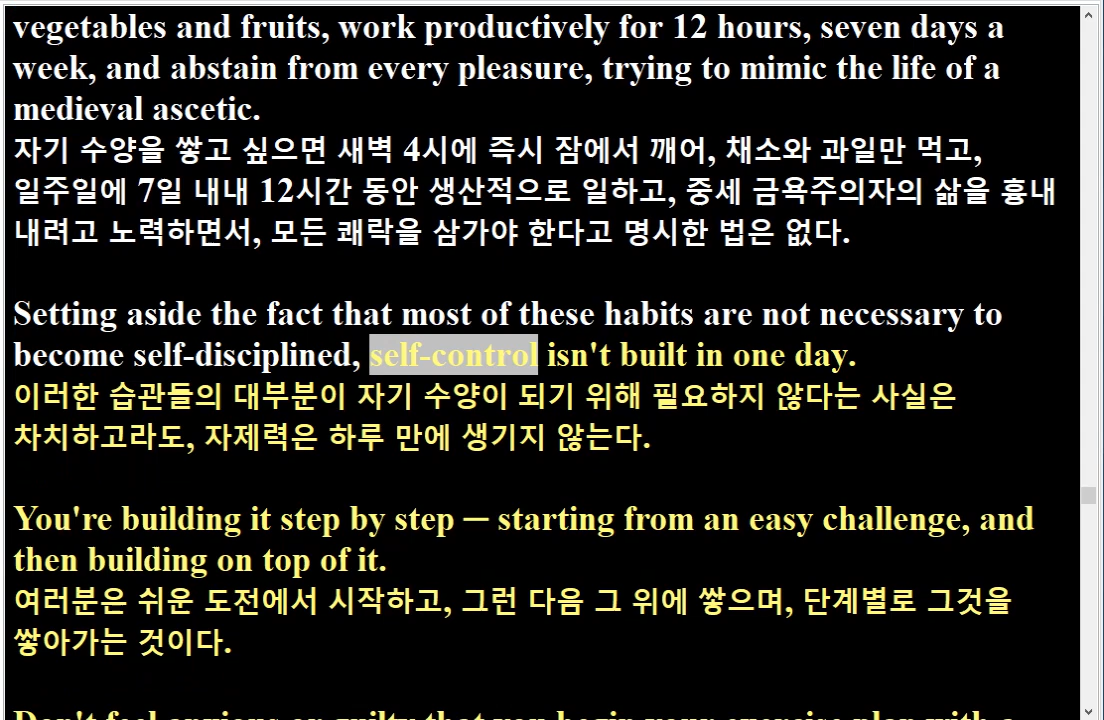 vegetables and fruits, work productively for 12 hours, seven days a
week, and abstain from every pleasure, trying to mimic the life of a
medieval ascetic.
자기 수양을 쌓고 싶으면 새벽 4시에 즉시 잠에서 깨어, 채소와 과일만 먹고,
일주일에 7일 내내 12시간 동안 생산적으로 일하고, 중세 금욕주의자의 삶을 흉내
내려고 노력하면서, 모든 쾌락을 삼가야 한다고 명시한 법은 없다.
Setting aside the fact that most of these habits are not necessary to
become self-disciplined, self-control isn't built in one day.
이러한 습관들의 대부분이 자기 수양이 되기 위해 필요하지 않다는 사실은
차치하고라도, 자제력은 하루 만에 생기지 않는다.
You're building it step by step ─ starting from an easy challenge, and
then building on top of it.
여러분은 쉬운 도전에서 시작하고, 그런 다음 그 위에 쌓으며, 단계별로 그것을
쌓아가는 것이다.
Don't feel anxious or guilty that you begin your exercise plan with a